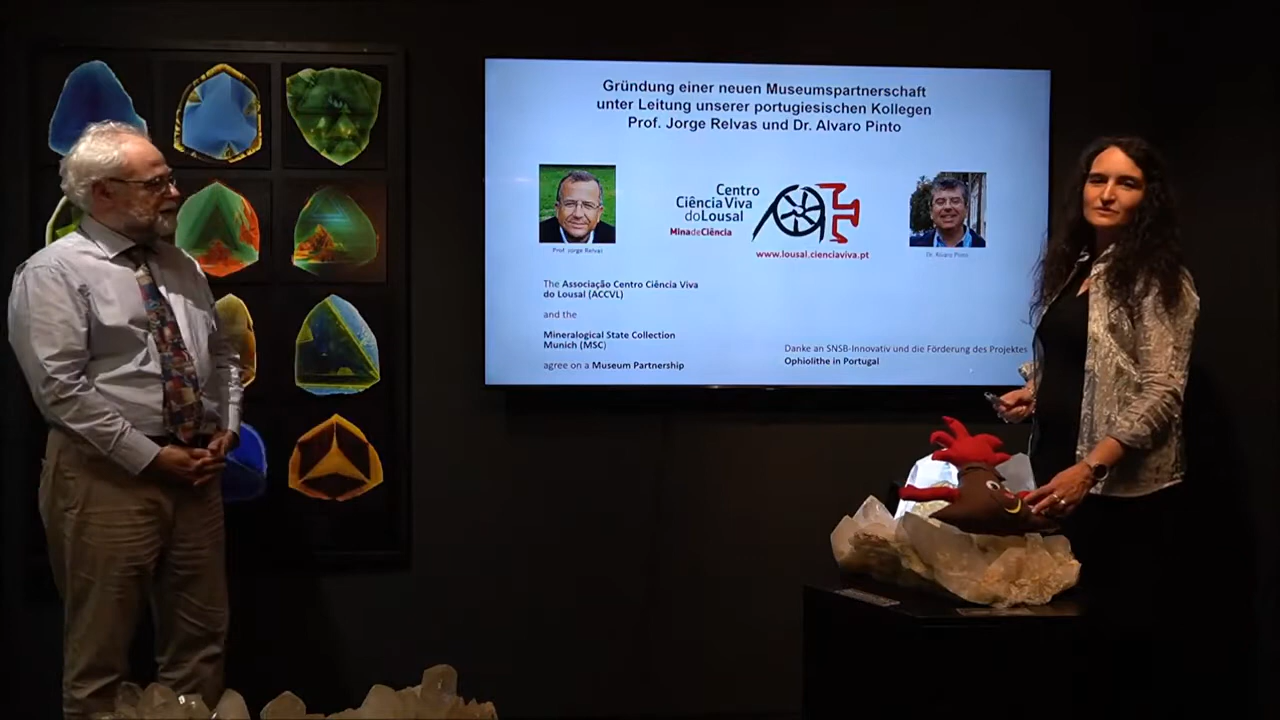 Gründung einer neuen Museumspartnerschaft
unter Leitung unserer portugiesischen Kollegen
Prof. Jorge Relvas und Dr. Alvaro Pinto
Prof. Jorge Relvas
Centro
Ciência Viva
do Lousal
MinadeCiência
www.lousal.cienciaviva.pt
Dr. Alvaro Pinto
The Associação Centro Ciência Viva
do Lousal (ACCVL)
and the
Mineralogical State Collection
Munich (MSC)
agree on a Museum Partnership
Danke an SNSB-Innovativ und die Förderung des Projektes
Ophiolithe in Portugal